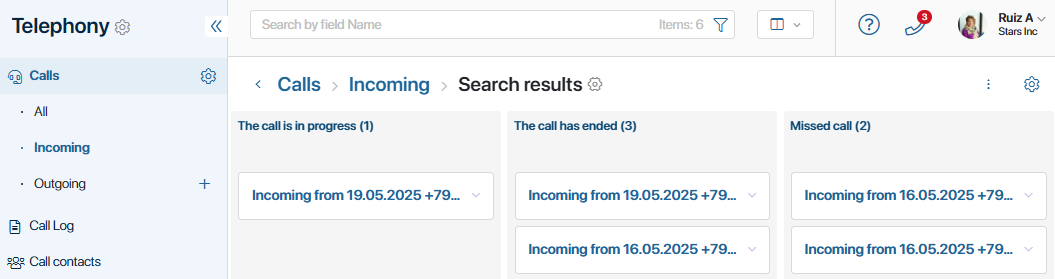 Telephony
Search by field Name
Items: 6
3
Ruiz A
Stars Inc
Calls
All
Incoming
Outgoing
Call Log
Call contacts
Calls
Incoming
Search results
The call is in progress (1)
Incoming from 19.05.2025 +79...
The call has ended (3)
Incoming from 19.05.2025 +79...
Incoming from 16.05.2025 +79...
Missed call (2)
Incoming from 16.05.2025 +79...
Incoming from 16.05.2025 +79...